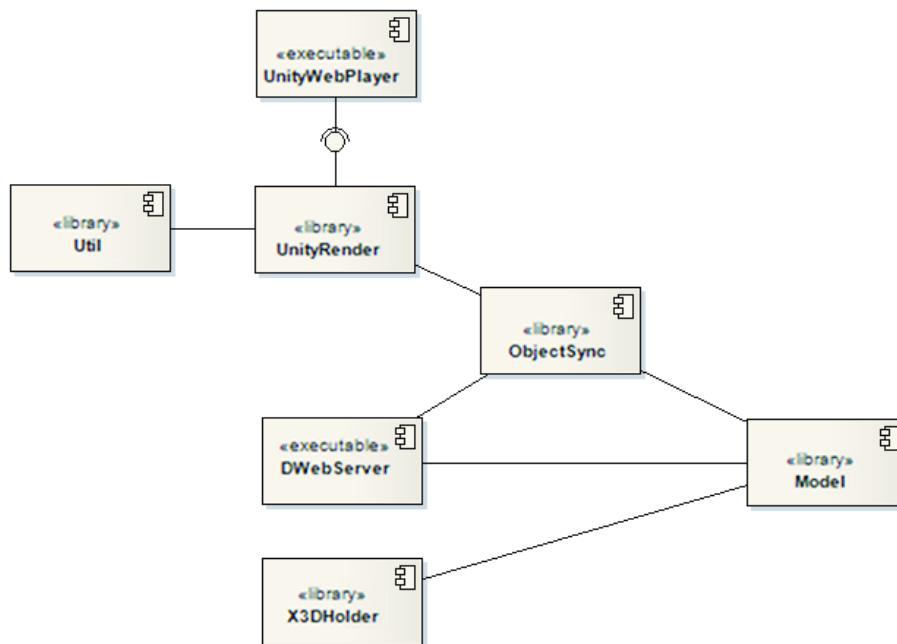 «executable»
UnityWebPlayer
«library»
Util
«library»
UnityRender
«library»
ObjectSync
«executable»
DWebServer
«library»
Model
«library»
X3DHolder